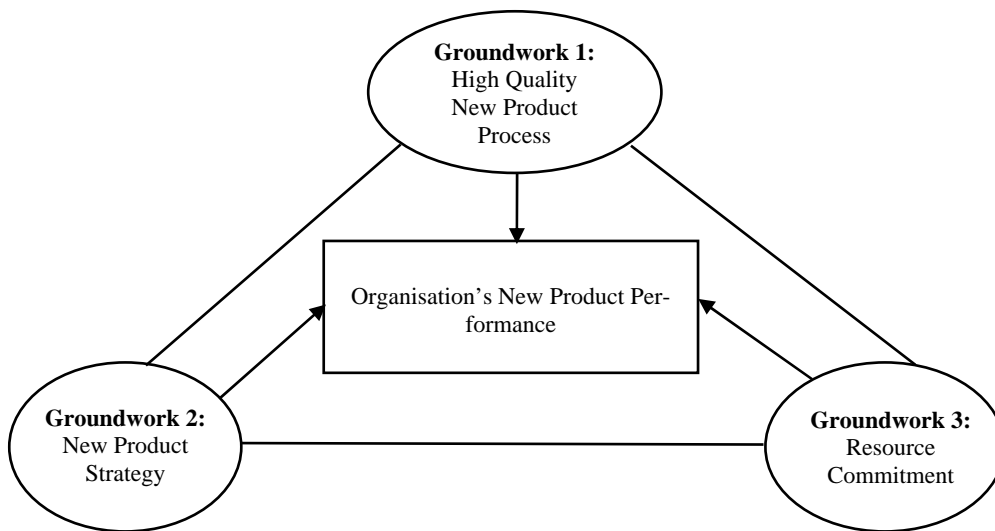 Groundwork 1:
High Quality
New Product
Process
Organisation’s New Product Per-
formance
Groundwork 2:
New Product
Strategy
Groundwork 3:
Resource
Commitment